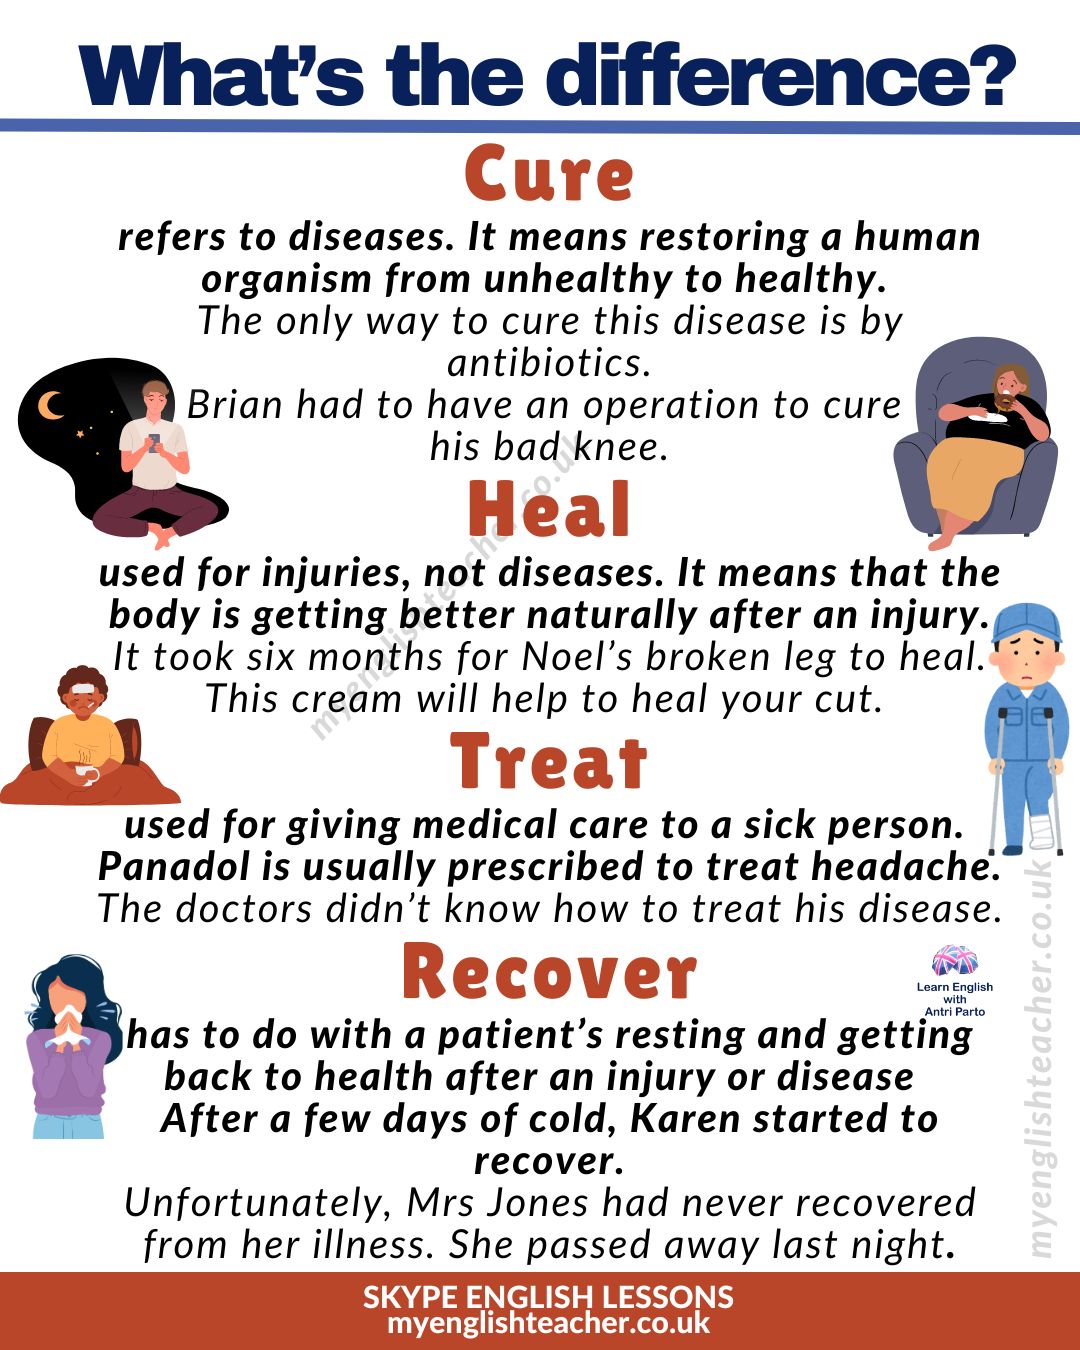 What's the difference?
Cure
refers to diseases. It means restoring a human
organism from unhealthy to healthy.
The only way to cure this disease is by
antibiotics.
Brian had to have an operation to cure
his bad knee.
Heal
used for injuries, not diseases. It means that the
body is getting better naturally after an injury.
It took six months for Noel's broken leg to heal.
This cream will help to heal your cut.
myenglishteacher.co.uk
Treat
used for giving medical care to a sick person.
Panadol is usually prescribed to treat headache.
The doctors didn't know how to treat his disease.
Recover
Learn English
with
Antri Parto
has to do with a patient's resting and getting
back to health after an injury or disease
After a few days of cold, Karen started to
recover.
Unfortunately, Mrs Jones had never recovered
from her illness. She passed away last night.
myenglishteacher.co.uk
SKYPE ENGLISH LESSONS
myenglishteacher.co.uk